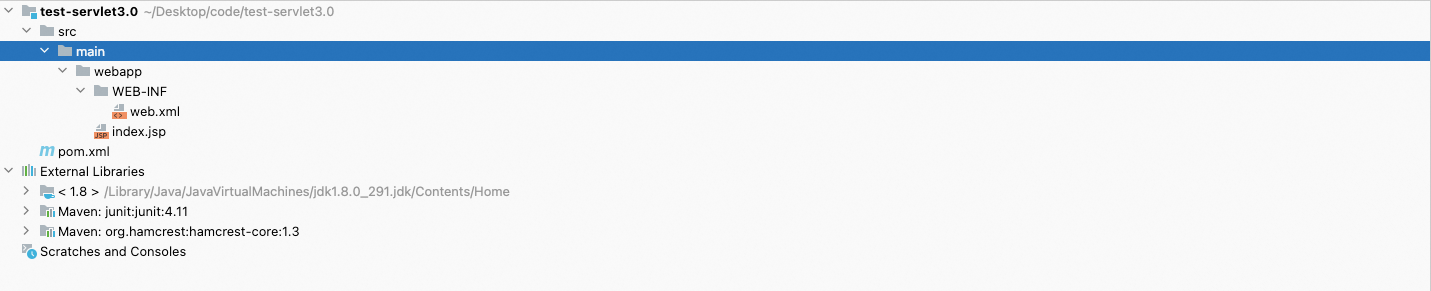 test-servlet3.0 ~/Desktop/code/test-servlet3.0
src
main
webapp
WEB-INF
web.xml
JSP index.jsp
m pom.xml
External Libraries
< 1.8 > /Library/Java/JavaVirtualMachines/jdk1.8.0_291.jdk/Contents/Home
Maven: junit:junit:4.11
Maven: org.hamcrest:hamcrest-core:1.3
Scratches and Consoles